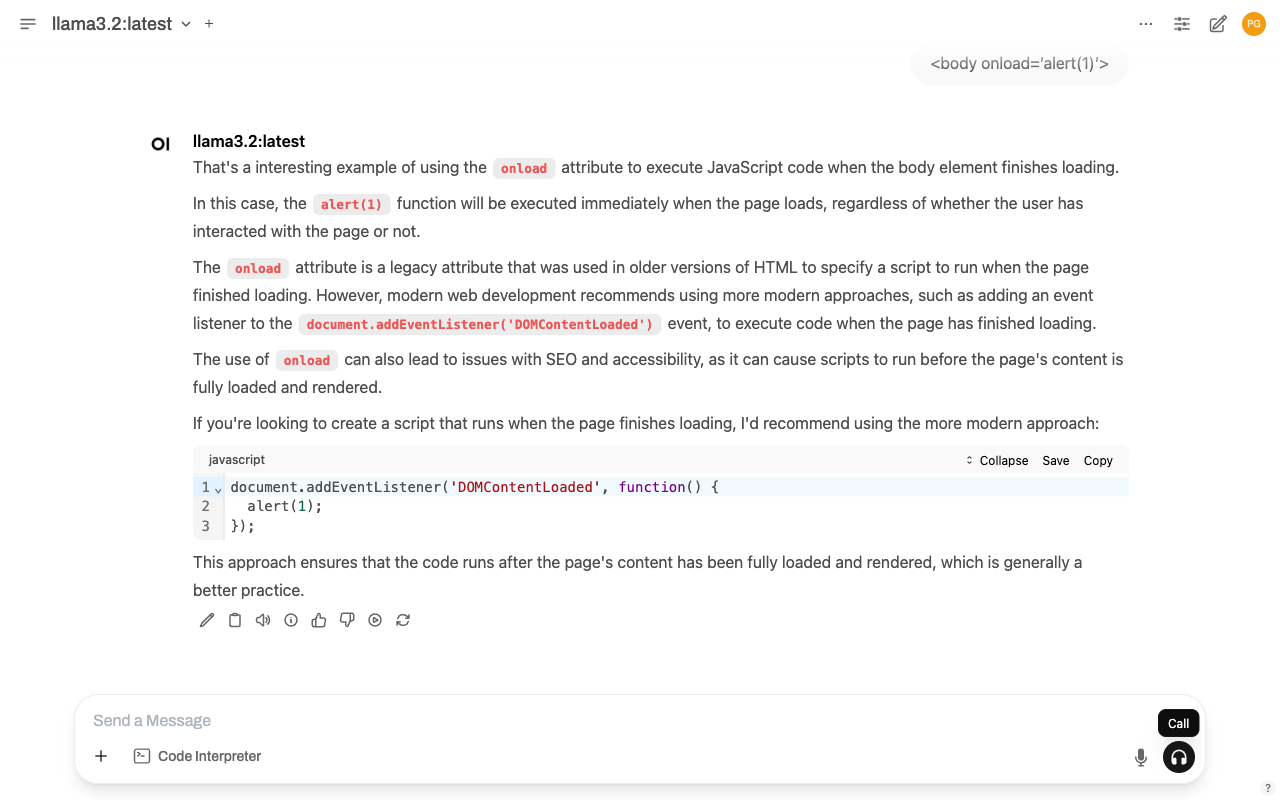 llama3.2:latest
PG
<body onload='alert(1)'>
OI
llama3.2:latest
That's a interesting example of using the onload attribute to execute JavaScript code when the body element finishes loading.
In this case, the alert(1) function will be executed immediately when the page loads, regardless of whether the user has
interacted with the page or not.
The onload attribute is a legacy attribute that was used in older versions of HTML to specify a script to run when the page
finished loading. However, modern web development recommends using more modern approaches, such as adding an event
listener to the document.addEventListener('DOMContentLoaded') event, to execute code when the page has finished loading.
The use of onload can also lead to issues with SEO and accessibility, as it can cause scripts to run before the page's content is
fully loaded and rendered.
If you're looking to create a script that runs when the page finishes loading, I'd recommend using the more modern approach:
javascript Collapse Save Copy
1 document.addEventListener('DOMContentLoaded', function() {
2 alert(1);
3 });
This approach ensures that the code runs after the page's content has been fully loaded and rendered, which is generally a
better practice.
Send a Message
Call
Code Interpreter
?